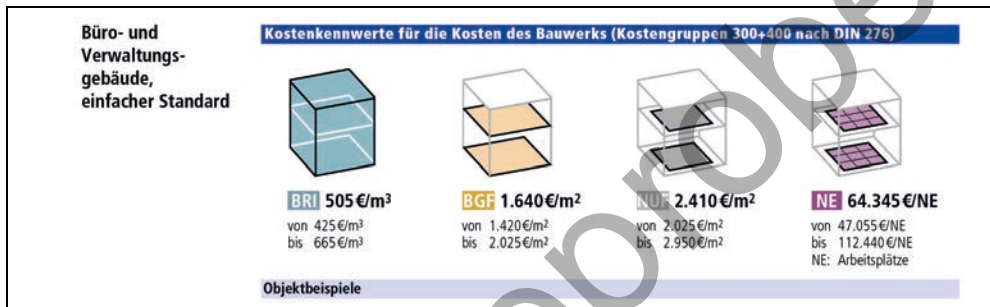 Büro- und
Verwaltungs-
gebäude,
einfacher Standard
Kostenkennwerte für die Kosten des Bauwerks (Kostengruppen 300+400 nach DIN 276)
BRI 505 €/m³
von 425 €/m³
bis 665 €/m³
BGF 1.640 €/m²
von 1.420 €/m²
bis 2.025 €/m²
NUF 2.410 €/m²
von 2.025 €/m²
bis 2.950 €/m²
NE 64.345 €/NE
von 47.055 €/NE
bis 112.440 €/NE
NE: Arbeitsplätze
Objektbeispiele
probe